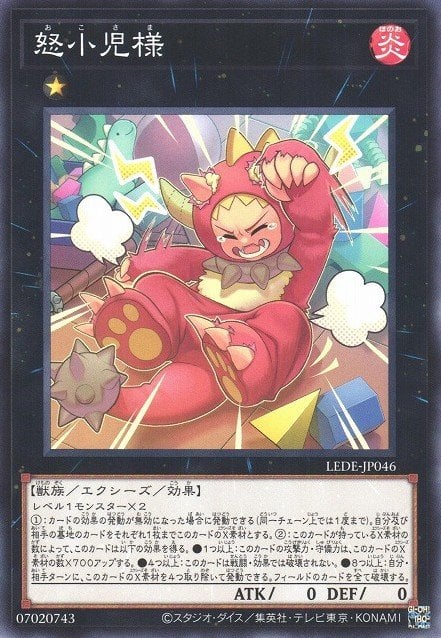 怒小児様
おこさま
炎
ほのお
LEDE-JP046
【獣族／エクシーズ／効果】
レベル1モンスター×2
①:カードの効果の発動が無効になった場合に発動できる(同一チェーン上では1度まで)。自分及び
相手の墓地のカードをそれぞれ1枚までこのカードのX素材とする。②:このカードが持っているX素材の
数によって、このカードは以下の効果を得る。●1つ以上:このカードの攻撃力・守備力は、このカードのX
素材の数×700アップする。●4つ以上:このカードは戦闘・効果では破壊されない。●8つ以上:自分・
相手ターンに、このカードのX素材を4つ取り除いて発動できる。フィールドのカードを全て破壊する。
ATK/ 0 DEF/ 0
07020743
©スタジオ・ダイス／集英社・テレビ東京・KONAMI